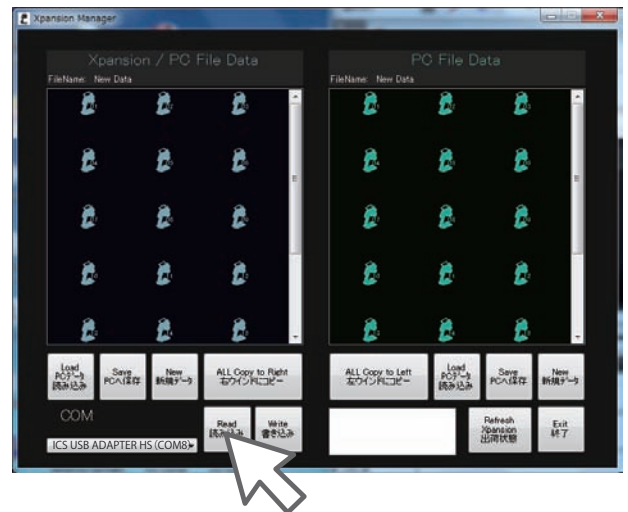 Xpansion Manager
Xpansion / PC File Data
FileName: New Data
PC File Data
FileName: New Data
Load
PCデータ
読み込み
Save
PCへ保存
New
新規データ
ALL Copy to Right
右ウインドにコピー
ALL Copy to Left
左ウインドにコピー
Load
PCデータ
読み込み
Save
PCへ保存
New
新規データ
COM
ICS USB ADAPTER HS (COM8)
Read
読み込み
Write
書き込み
Refresh
Xpansion
出荷状態
Exit
終了